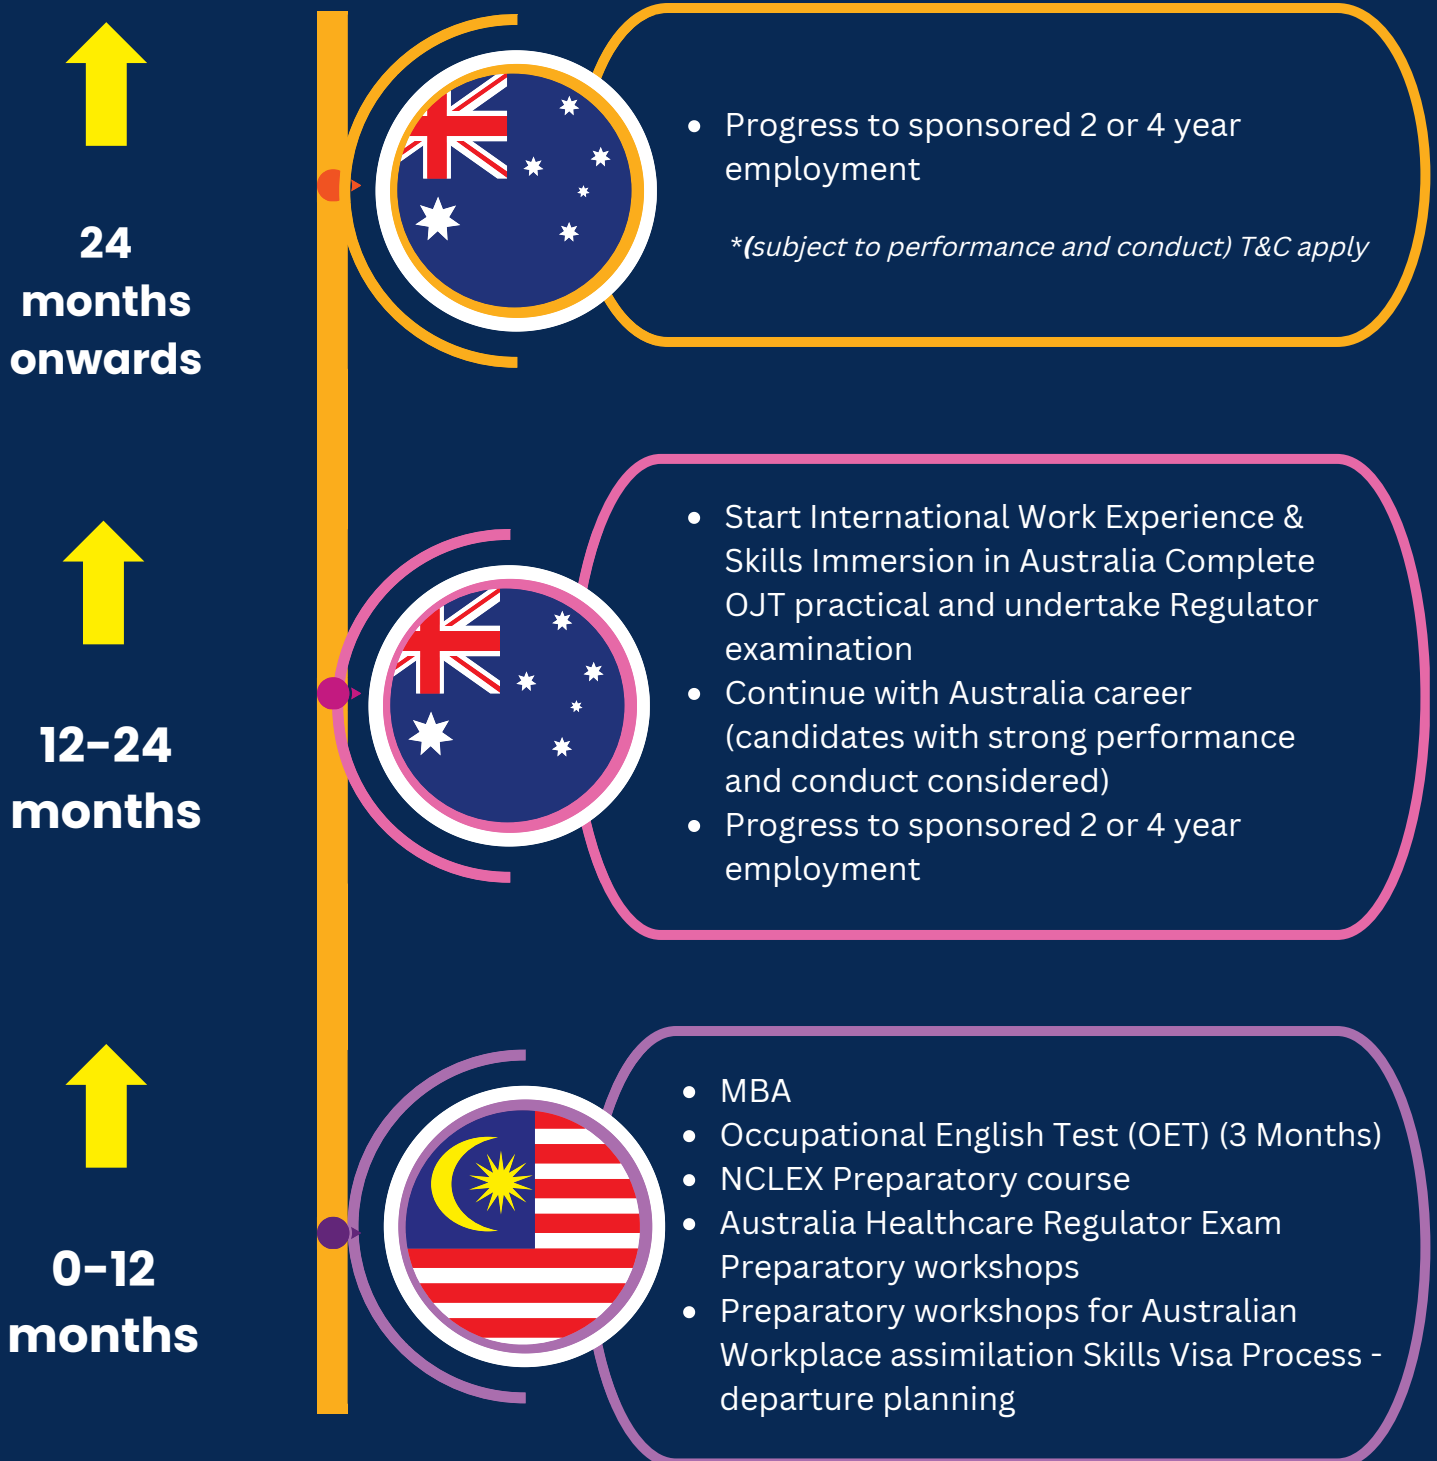 24
months
onwards
• Progress to sponsored 2 or 4 year
employment
*(subject to performance and conduct) T&C apply
12-24
months
• Start International Work Experience &
Skills Immersion in Australia Complete
OJT practical and undertake Regulator
examination
• Continue with Australia career
(candidates with strong performance
and conduct considered)
• Progress to sponsored 2 or 4 year
employment
0-12
months
• MBA
• Occupational English Test (OET) (3 Months)
• NCLEX Preparatory course
• Australia Healthcare Regulator Exam
Preparatory workshops
• Preparatory workshops for Australian
Workplace assimilation Skills Visa Process -
departure planning